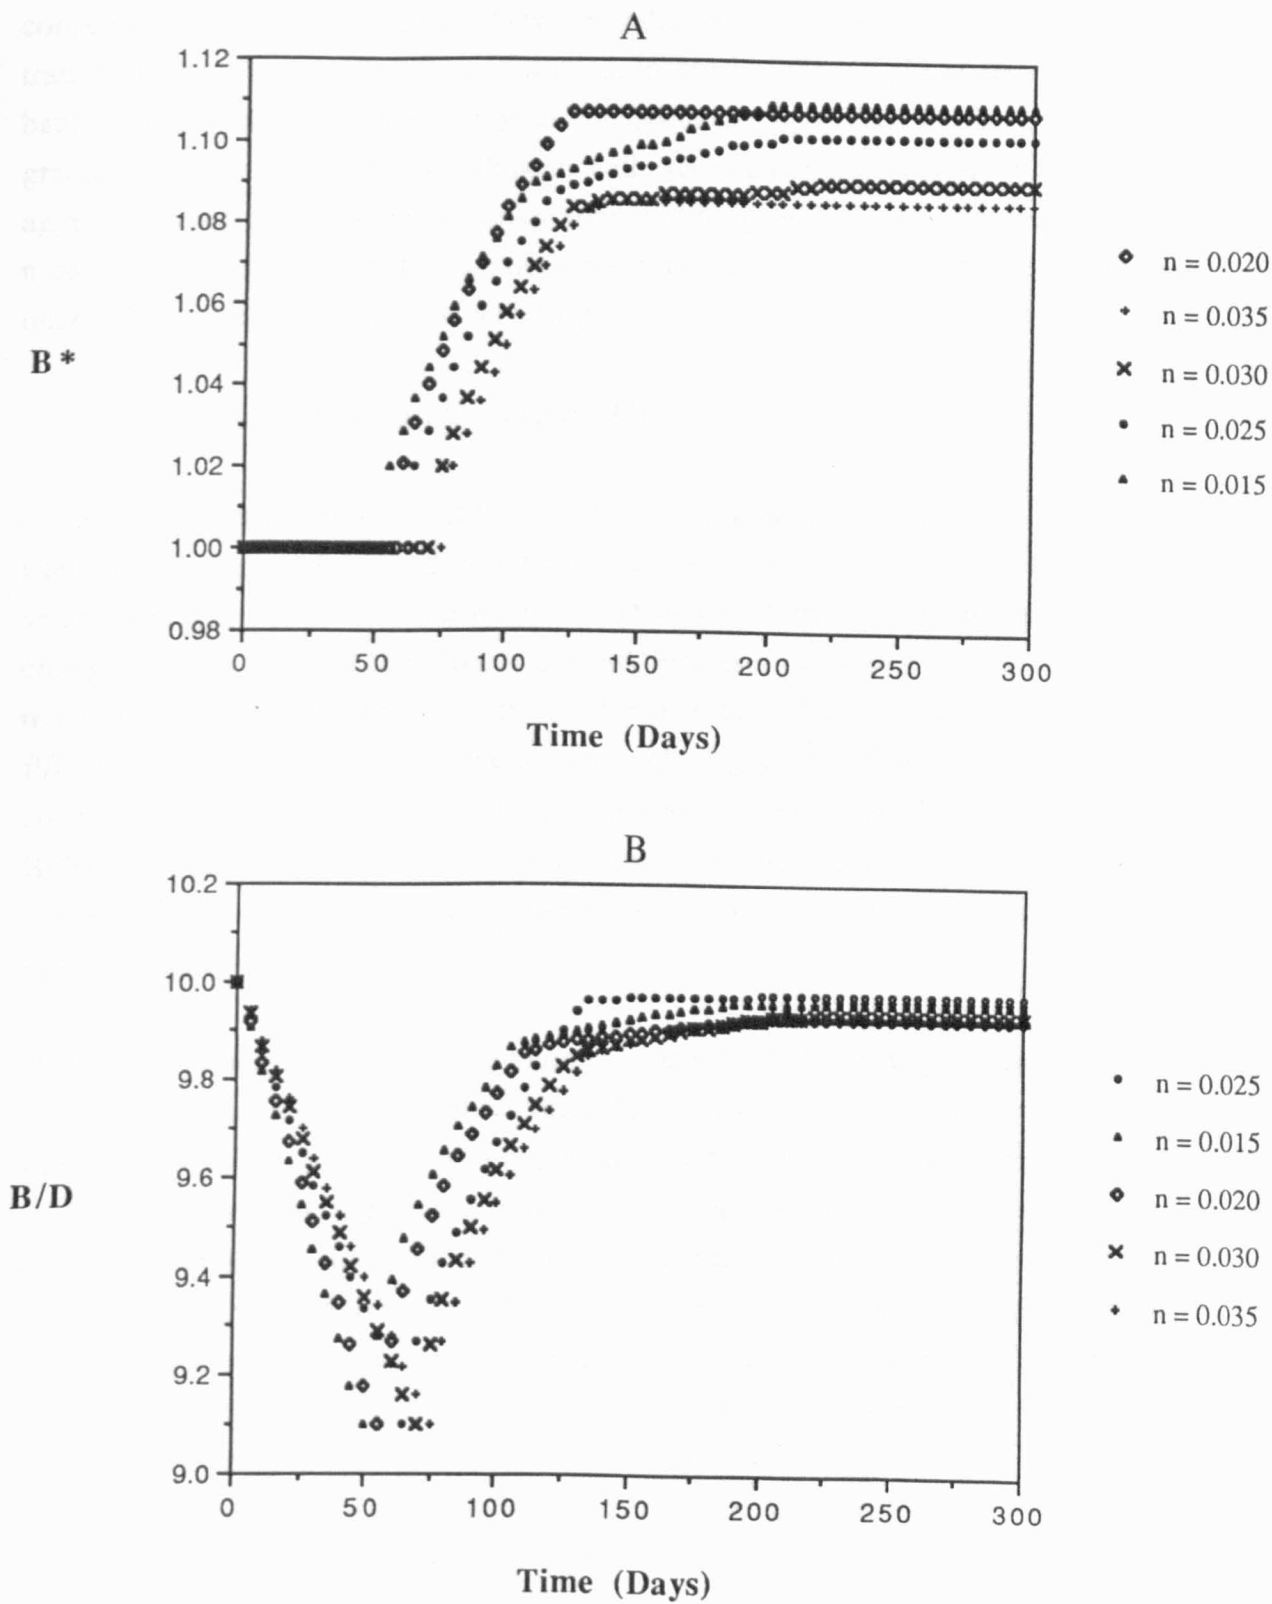 A
1.12
1.10
1.08
1.06
1.04
1.02
1.00
0.98
B*
0 50 100 150 200 250 300
Time (Days)
n = 0.020
n = 0.035
n = 0.030
n = 0.025
n = 0.015
B
10.2
10.0
9.8
9.6
9.4
9.2
9.0
B/D
0 50 100 150 200 250 300
Time (Days)
n = 0.025
n = 0.015
n = 0.020
n = 0.030
n = 0.035